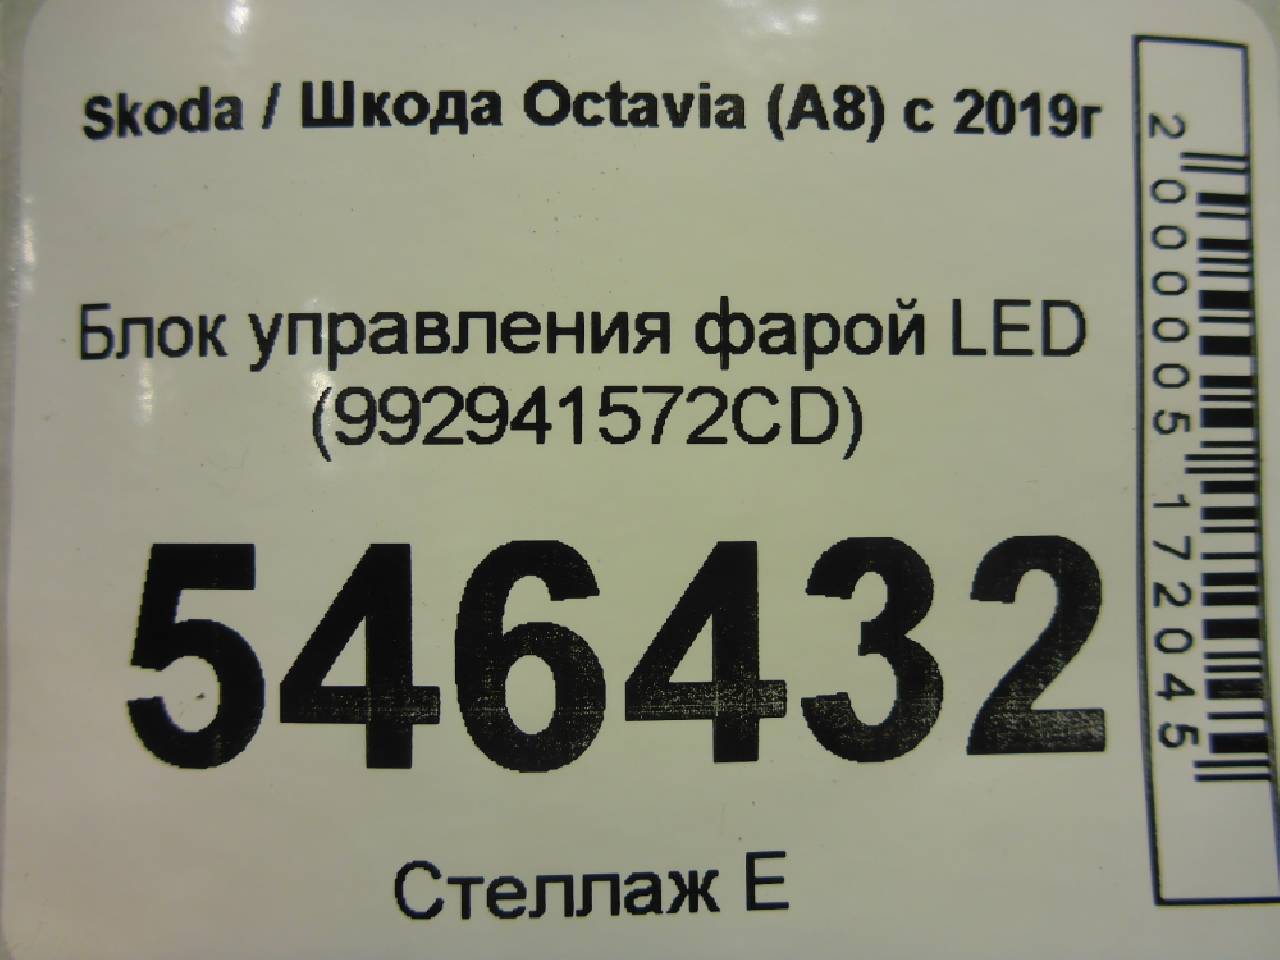 Skoda / Шкода Octavia (A8) с 2019г
Блок управления фарой LED
(992941572CD)
546432
Стеллаж E
2000005172045